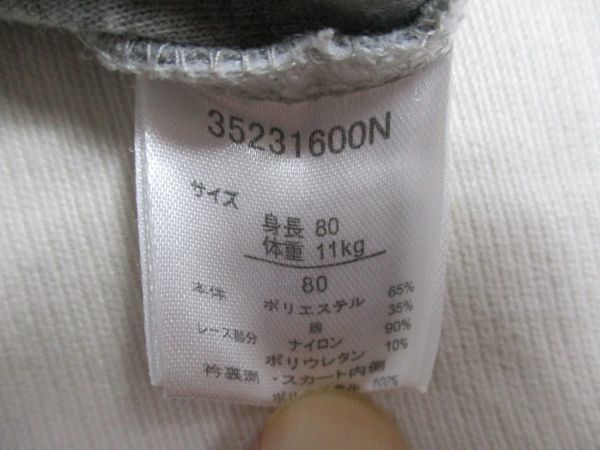 35231600N
サイズ
身長 80
体重 11kg
80
本体 ポリエステル 65%
綿 35%
レース部分 ナイロン 90%
ポリウレタン 10%
衿裏測・スカート内側
100%